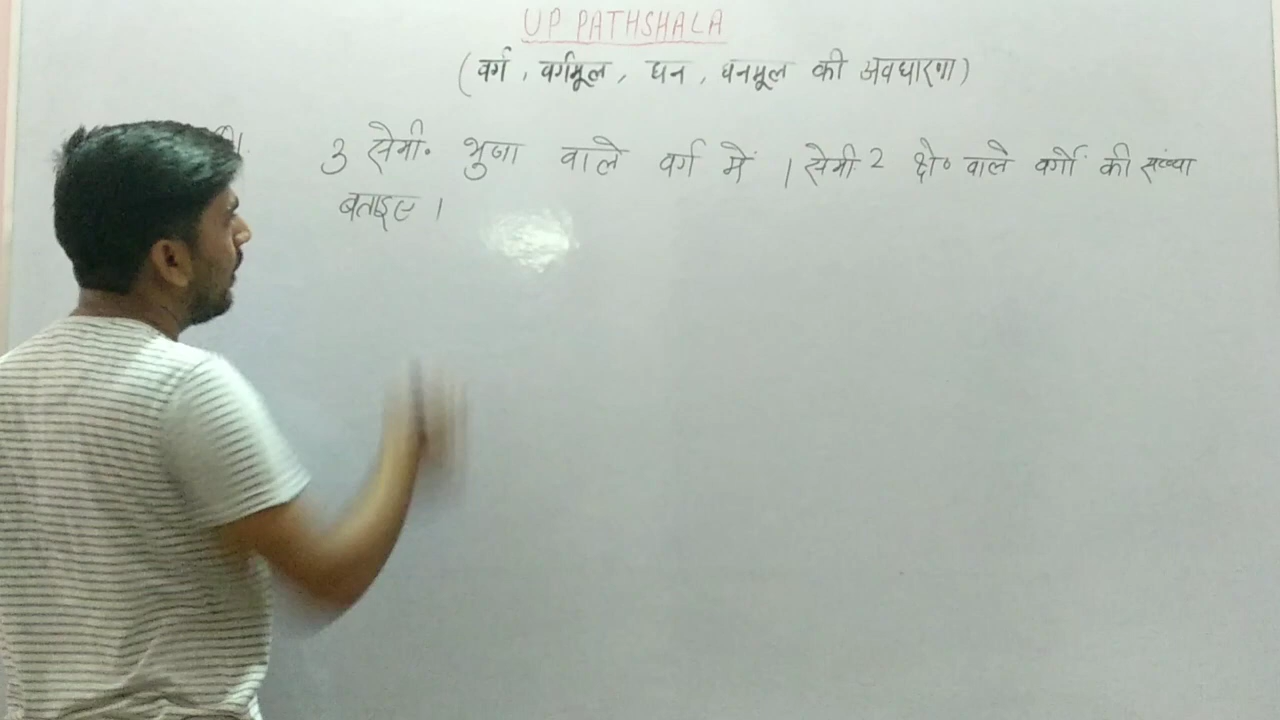 UP PATHSHALA
(वर्ग, वर्गमूल, घन, घनमूल की अवधारणा)
3 सेमी. भुजा वाले वर्ग में 1 सेमी.2 क्षे० वाले वर्गों की संख्या
बताइए।